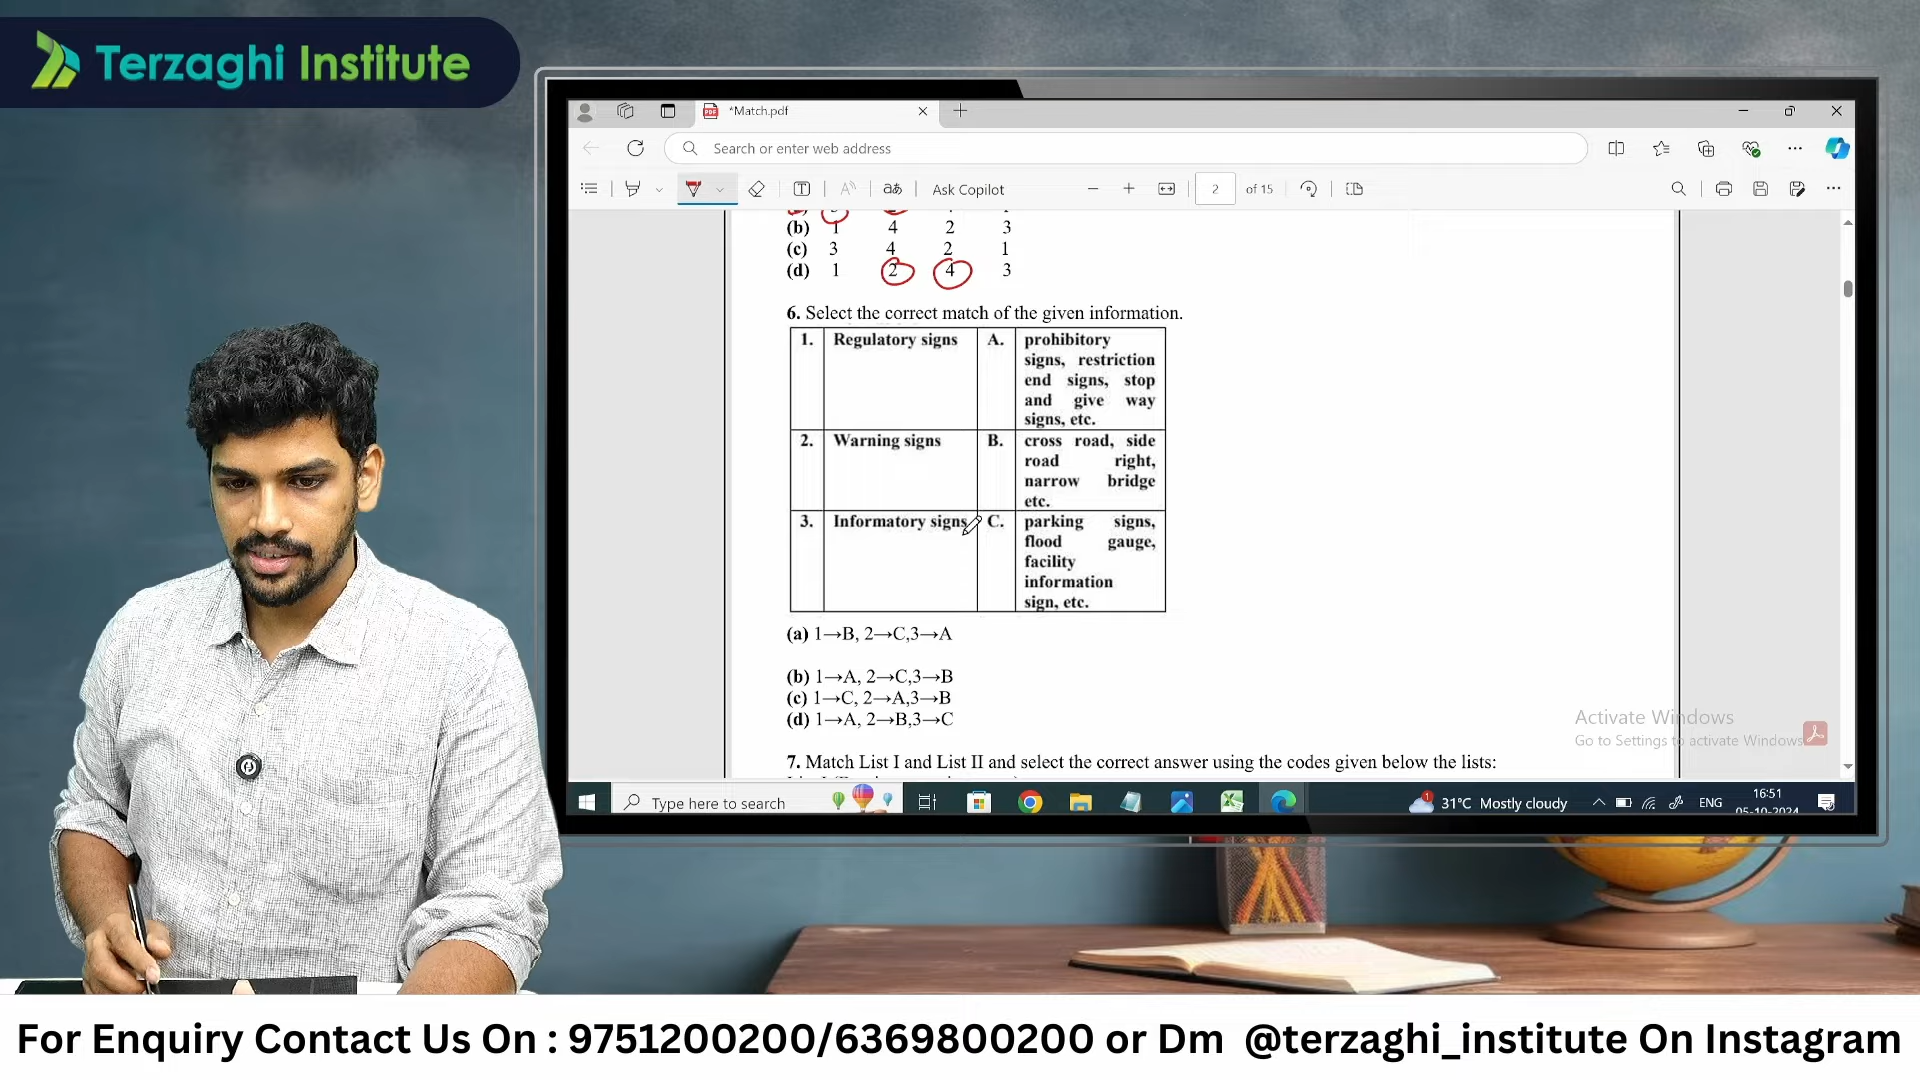 Terzaghi Institute
*Match.pdf
Search or enter web address
Ask Copilot
2 of 15
(b) 1 4 2 3
(c) 3 4 2 1
(d) 1 2 4 3
6. Select the correct match of the given information.
1. Regulatory signs A. prohibitory
signs, restriction
end signs, stop
and give way
signs, etc.
2. Warning signs B. cross road, side
road right,
narrow bridge
etc.
3. Informatory signs C. parking signs,
flood gauge,
facility
information
sign, etc.
(a) 1→B, 2→C,3→A
(b) 1→A, 2→C,3→B
(c) 1→C, 2→A,3→B
(d) 1→A, 2→B,3→C
Activate Windows
Go to Settings to activate Windows
7. Match List I and List II and select the correct answer using the codes given below the lists:
Type here to search
1
31°C Mostly cloudy
ENG
16:51
05-10-2024
For Enquiry Contact Us On : 9751200200/6369800200 or Dm @terzaghi_institute On Instagram